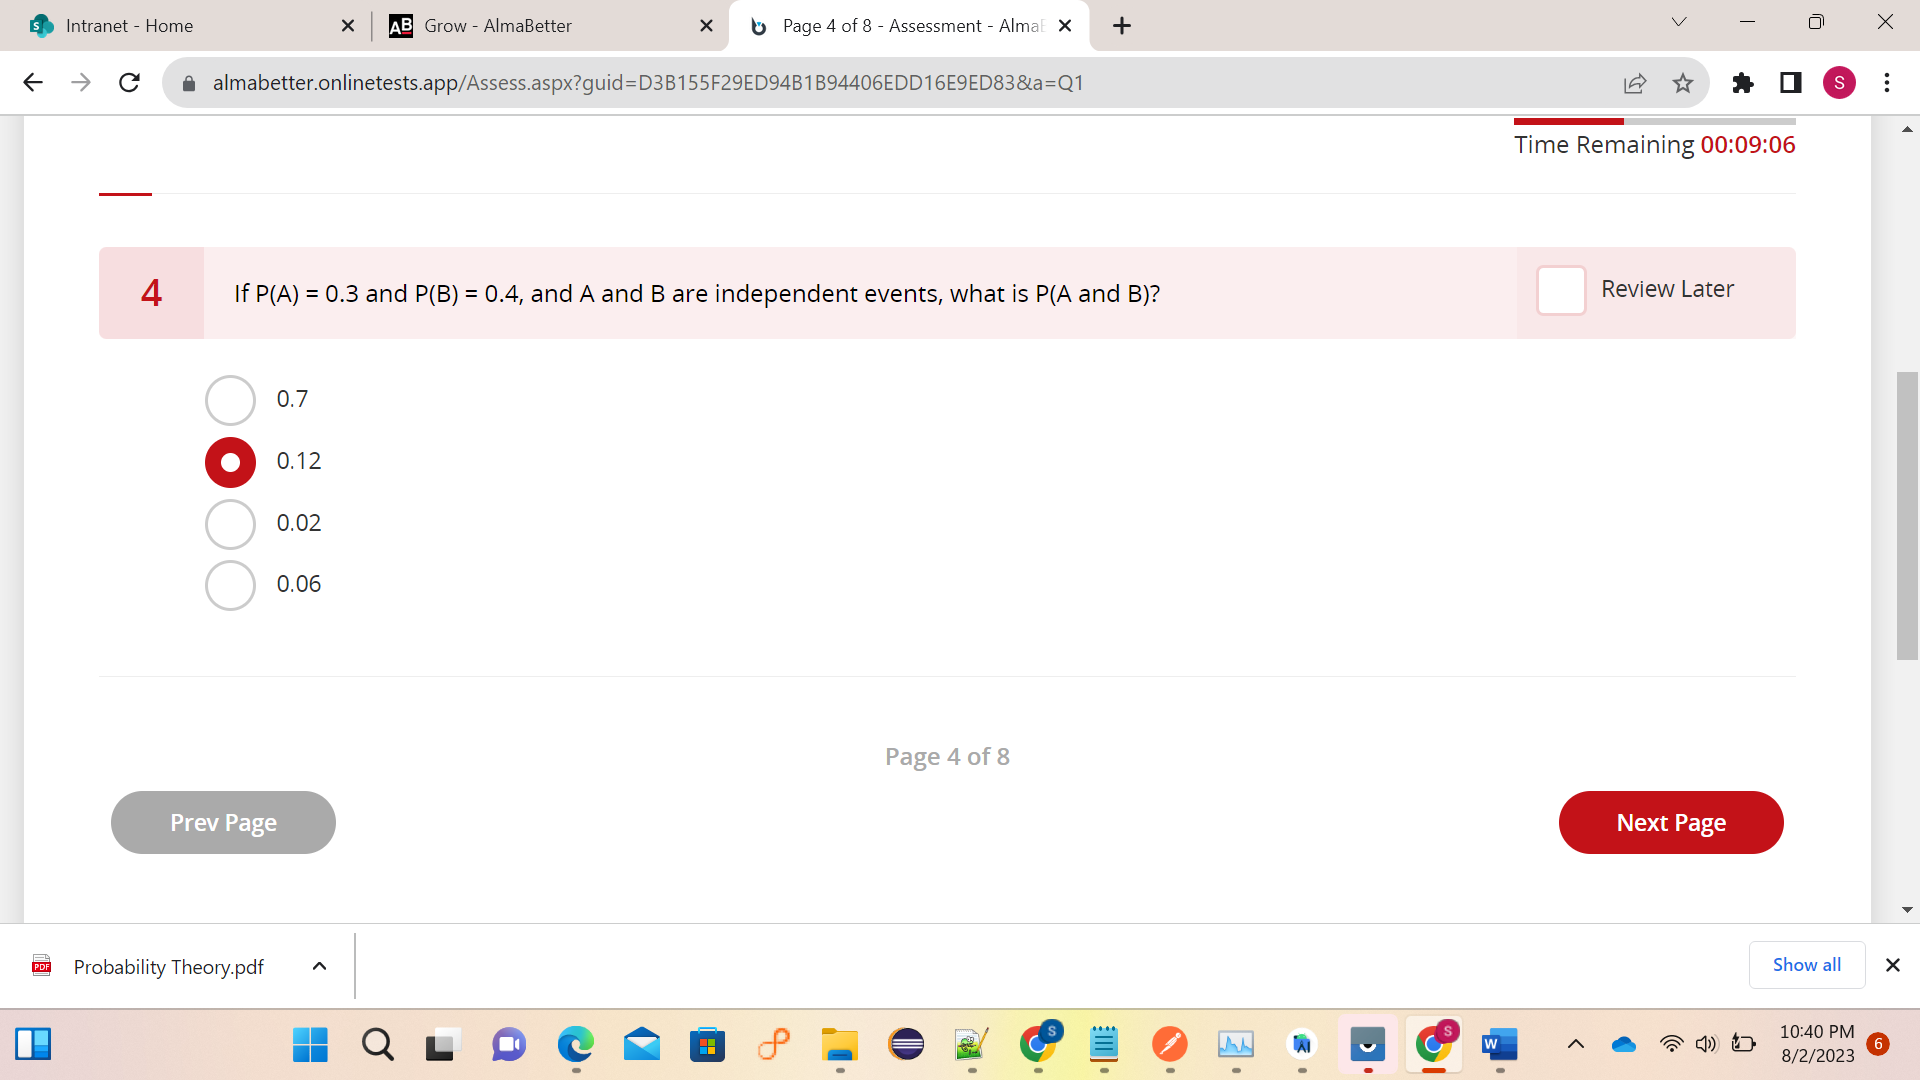 Intranet - Home
AB Grow - AlmaBetter
Page 4 of 8 - Assessment - Alma
almabetter.onlinetests.app/Assess.aspx?guid=D3B155F29ED94B1B94406EDD16E9ED83&a=Q1
S
Time Remaining 00:09:06
4
If P(A) = 0.3 and P(B) = 0.4, and A and B are independent events, what is P(A and B)?
Review Later
0.7
0.12
0.02
0.06
Page 4 of 8
Prev Page
Next Page
PDF
Probability Theory.pdf
Show all
S
S
W
10:40 PM
8/2/2023
6